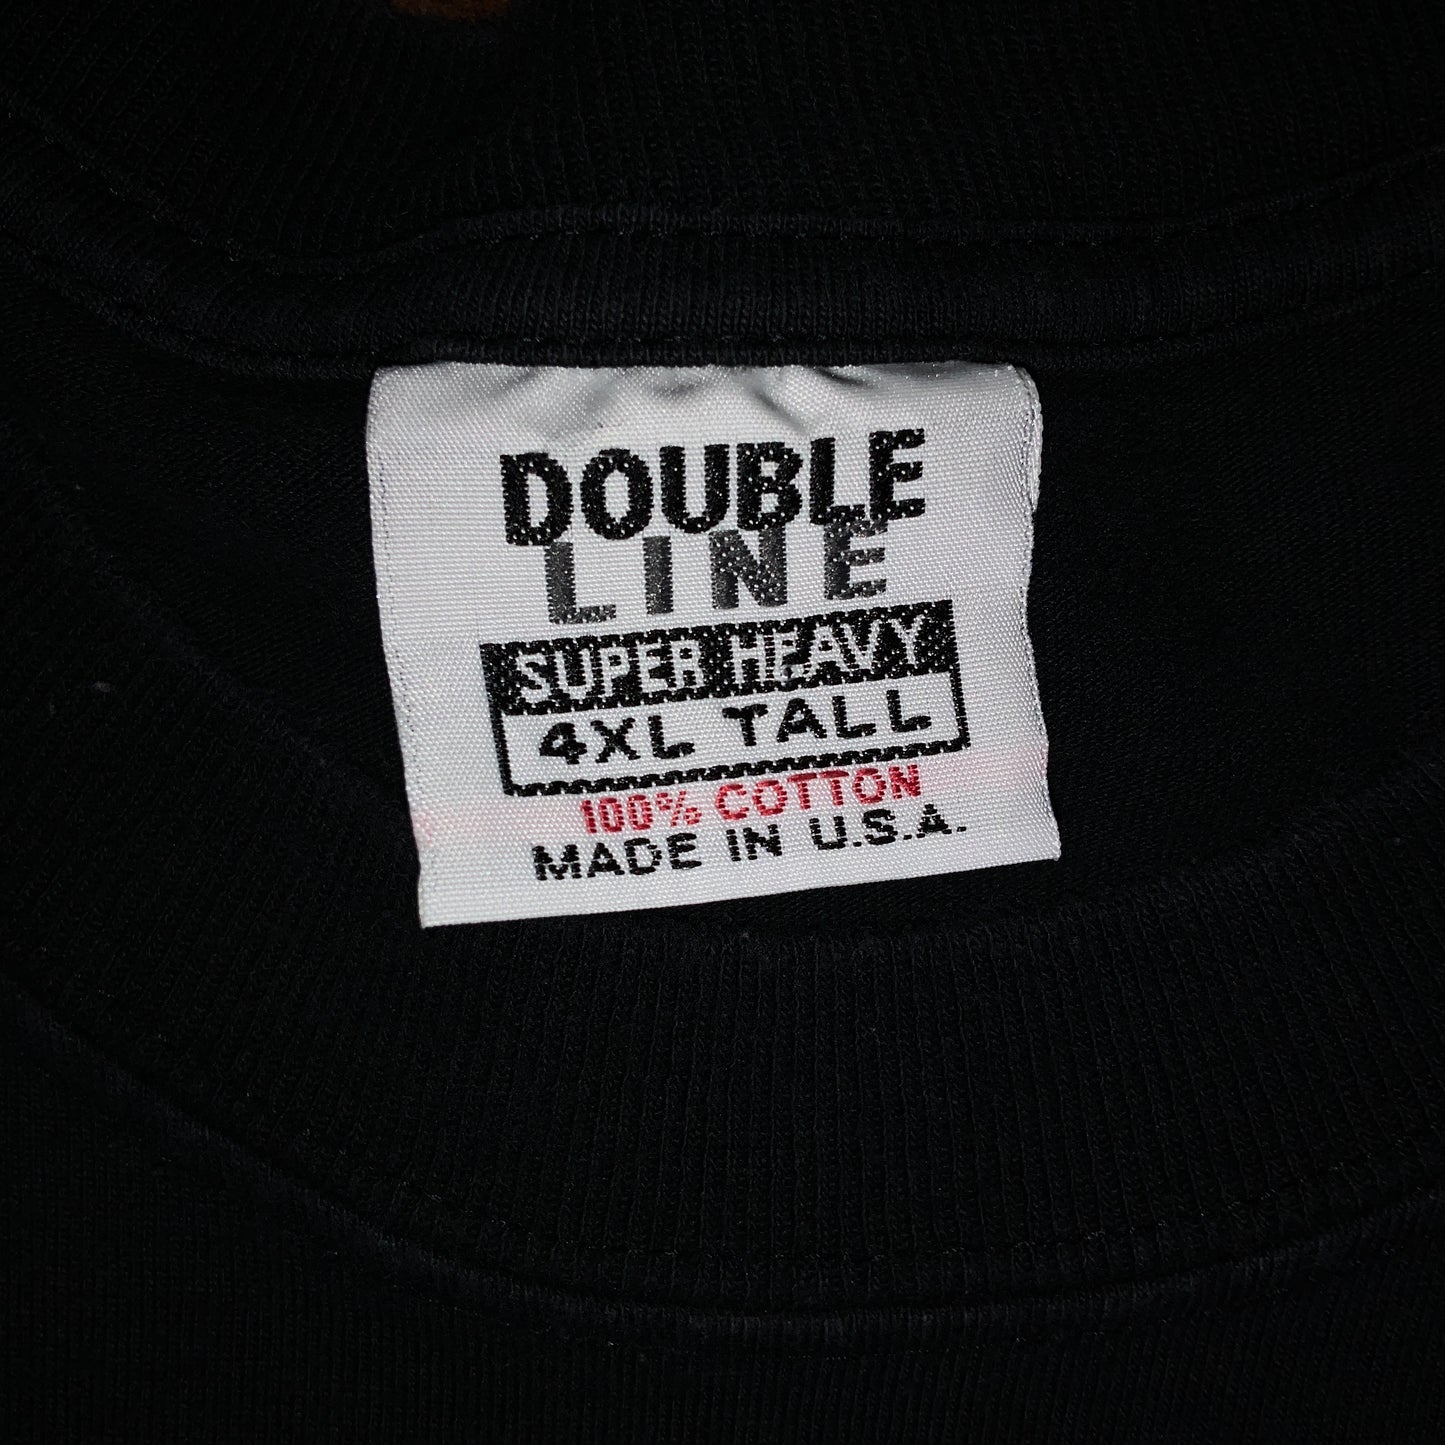 DOUBLE
LINE
SUPER HEAVY
4XL TALL
100% COTTON
MADE IN U.S.A.